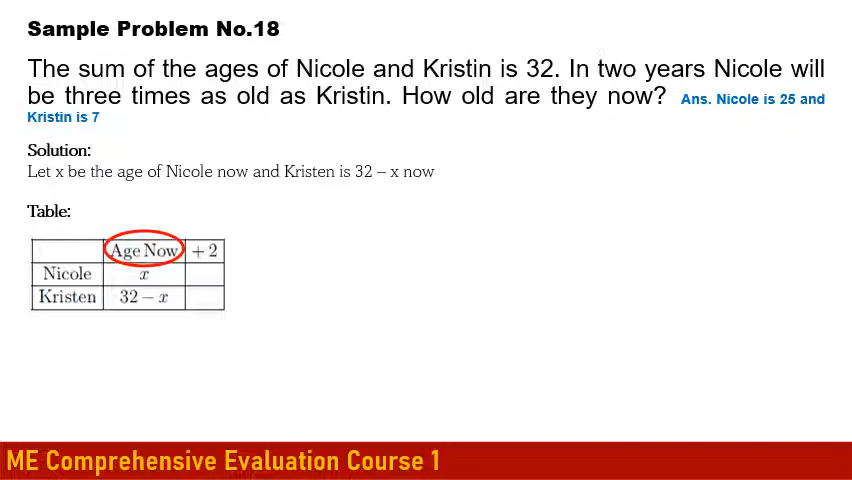 Sample Problem No.18
The sum of the ages of Nicole and Kristin is 32. In two years Nicole will
be three times as old as Kristin. How old are they now? Ans. Nicole is 25 and
Kristin is 7
Solution:
Let x be the age of Nicole now and Kristen is 32 – x now
Table:
Age Now +2
Nicole x
Kristen 32 – x
ME Comprehensive Evaluation Course 1